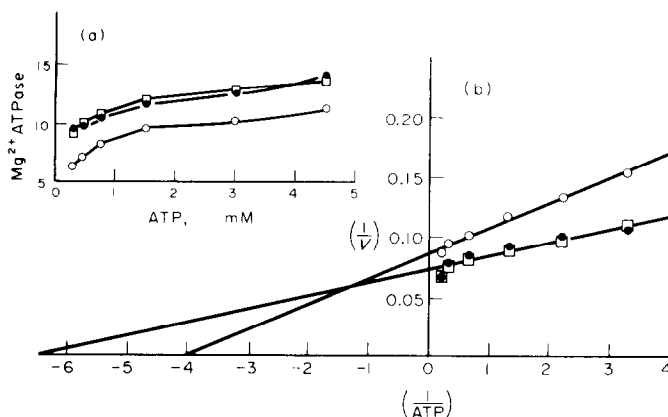 (a)
15
10
5
Mg2+ ATPase
0 1 2 3 4 5
ATP, mM
(b)
0.20
0.15
0.10
0.05
(1/V)
-6 -5 -4 -3 -2 -1 0 1 2 3 4
(1/ATP)